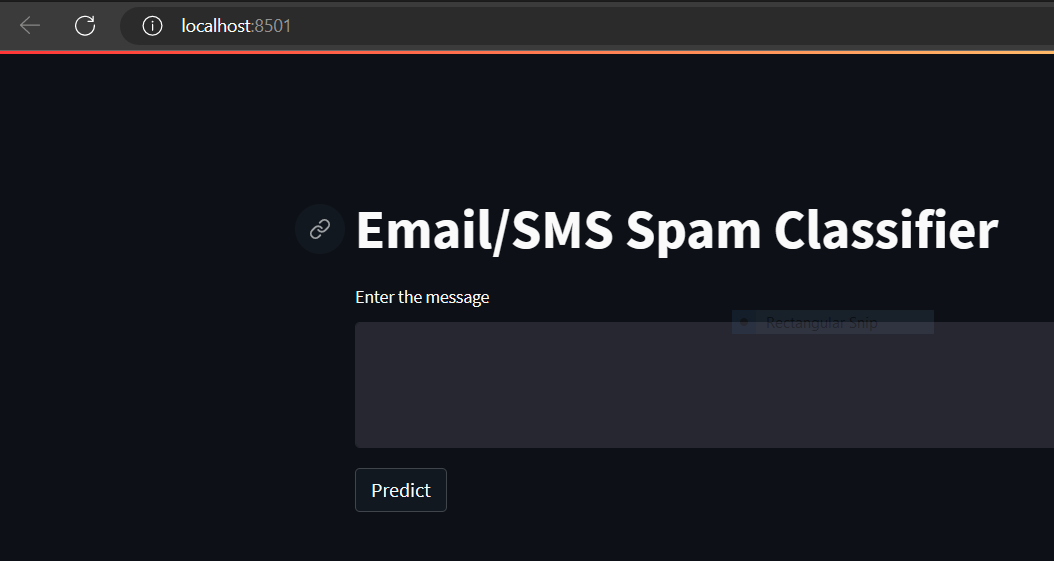 localhost:8501
Email/SMS Spam Classifier
Enter the message
Rectangular Snip
Predict